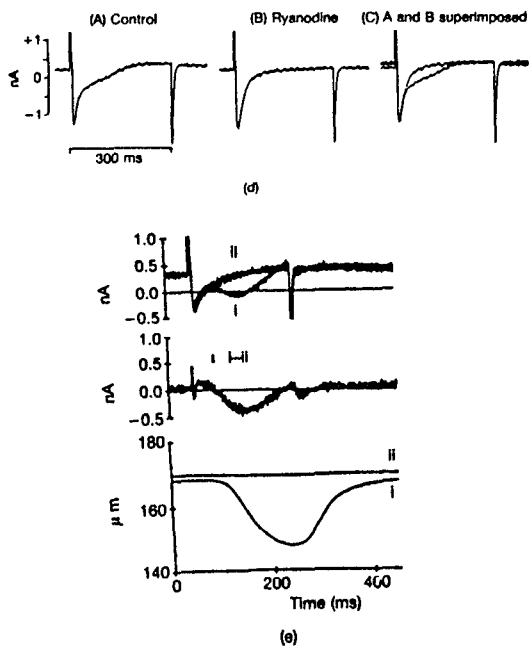 (A) Control
(B) Ryanodine
(C) A and B superimposed
+1
0
−1
nA
300 ms
(d)
1.0
0.5
0.0
−0.5
nA
ii
i
1.0
0.5
0.0
−0.5
nA
i
180
160
140
μm
ii
i
0
200
400
Time (ms)
(e)